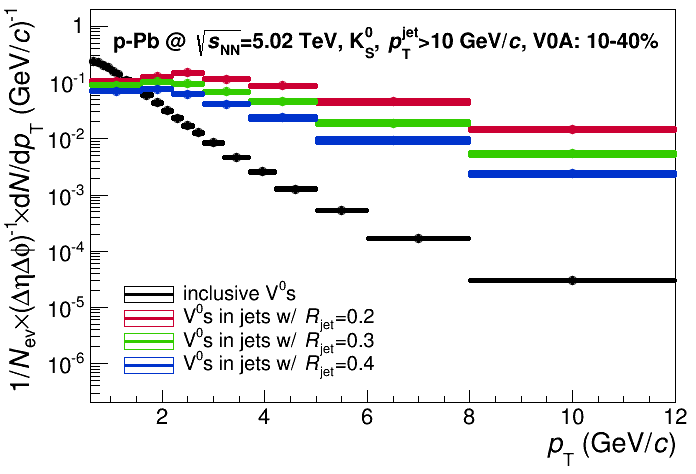 p-Pb @ √sNN=5.02 TeV, K⁰S, pTjet>10 GeV/c, V0A: 10-40%
1/Nev×(ΔηΔϕ)⁻¹×dN/dpT (GeV/c)⁻¹
1
10⁻¹
10⁻²
10⁻³
10⁻⁴
10⁻⁵
10⁻⁶
inclusive V⁰s
V⁰s in jets w/ Rjet=0.2
V⁰s in jets w/ Rjet=0.3
V⁰s in jets w/ Rjet=0.4
2 4 6 8 10 12
pT (GeV/c)